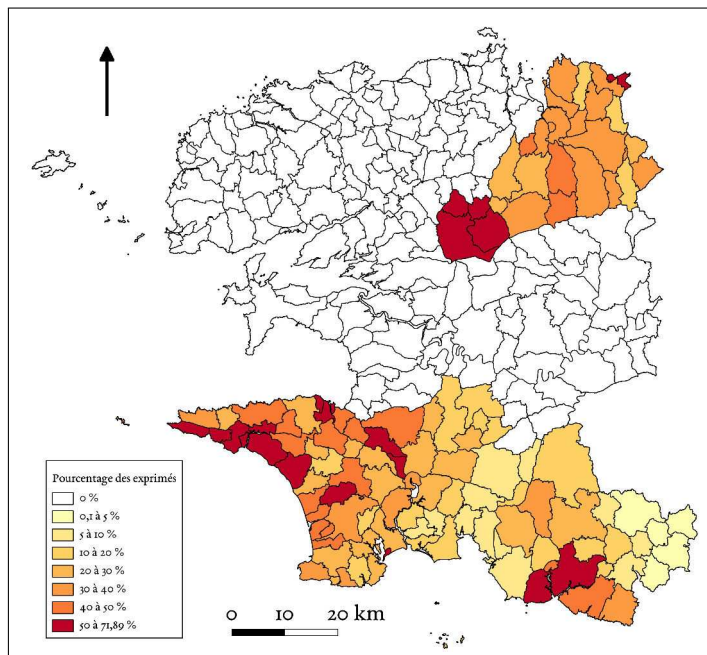 Pourcentage des exprimés
0 %
0,1 à 5 %
5 à 10 %
10 à 20 %
20 à 30 %
30 à 40 %
40 à 50 %
50 à 71,89 %
0 10 20 km